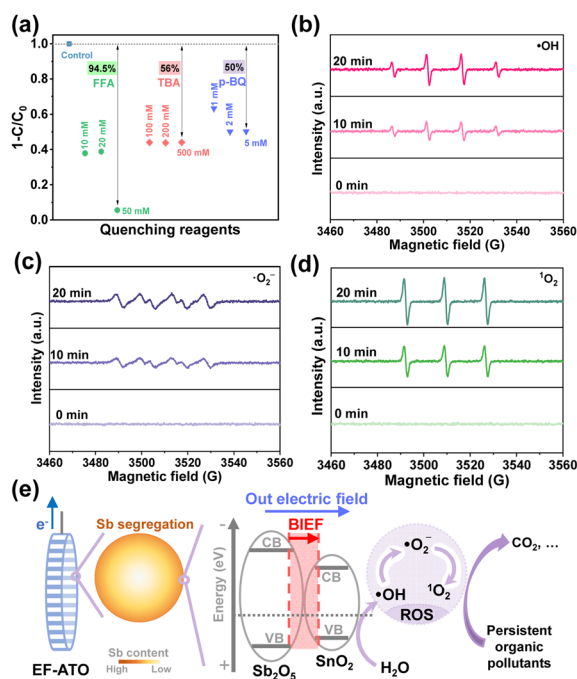 (a)
1.0
0.8
0.6
0.4
0.2
0.0
1-C/C₀
Control
94.5%
FFA
56%
TBA
50%
p-BQ
10 mM
20 mM
50 mM
100 mM
200 mM
500 mM
1 mM
2 mM
5 mM
Quenching reagents
(b)
•OH
20 min
10 min
0 min
Intensity (a.u.)
3460 3480 3500 3520 3540 3560
Magnetic field (G)
(c)
·O₂⁻
20 min
10 min
0 min
Intensity (a.u.)
3460 3480 3500 3520 3540 3560
Magnetic field (G)
(d)
¹O₂
20 min
10 min
0 min
Intensity (a.u.)
3460 3480 3500 3520 3540 3560
Magnetic field (G)
(e)
e⁻
EF-ATO
Sb segregation
Sb content
High Low
Out electric field
BIEF
−
Energy (eV)
+
CB
VB
Sb₂O₅
CB
VB
SnO₂
•O₂⁻
•OH
¹O₂
ROS
H₂O
CO₂, ...
Persistent
organic
pollutants